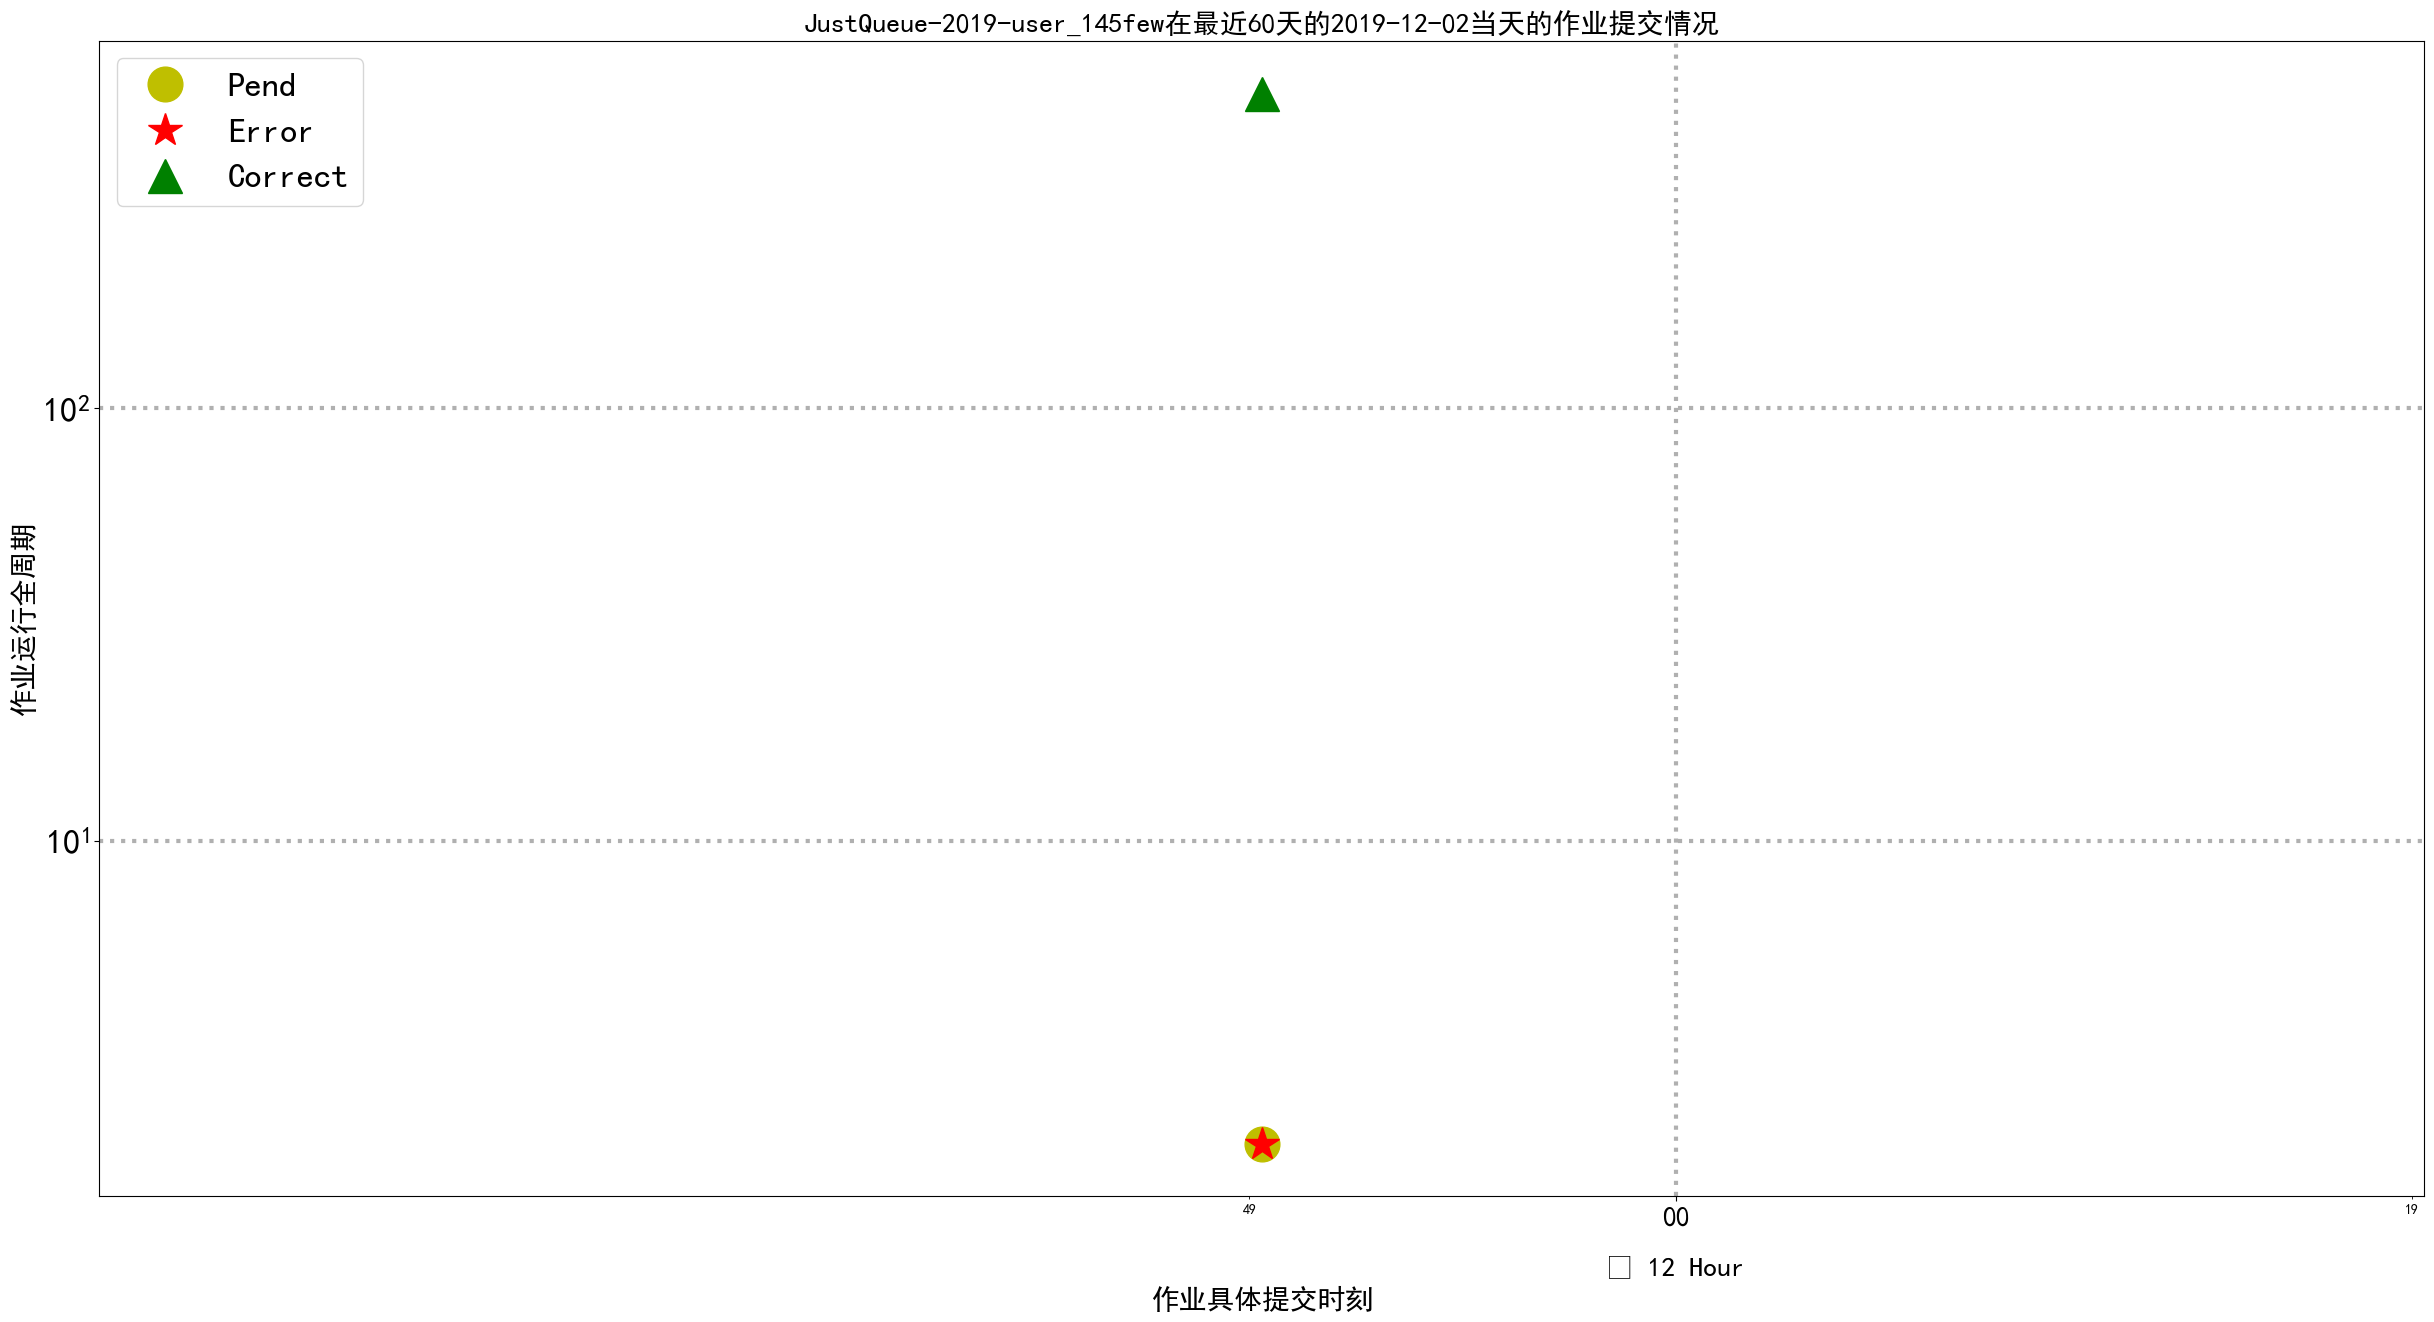 JustQueue-2019-user_145few在最近60天的2019-12-02当天的作业提交情况
Pend
Error
Correct
10²
10¹
作业运行全周期
49
00
19
□ 12 Hour
作业具体提交时刻